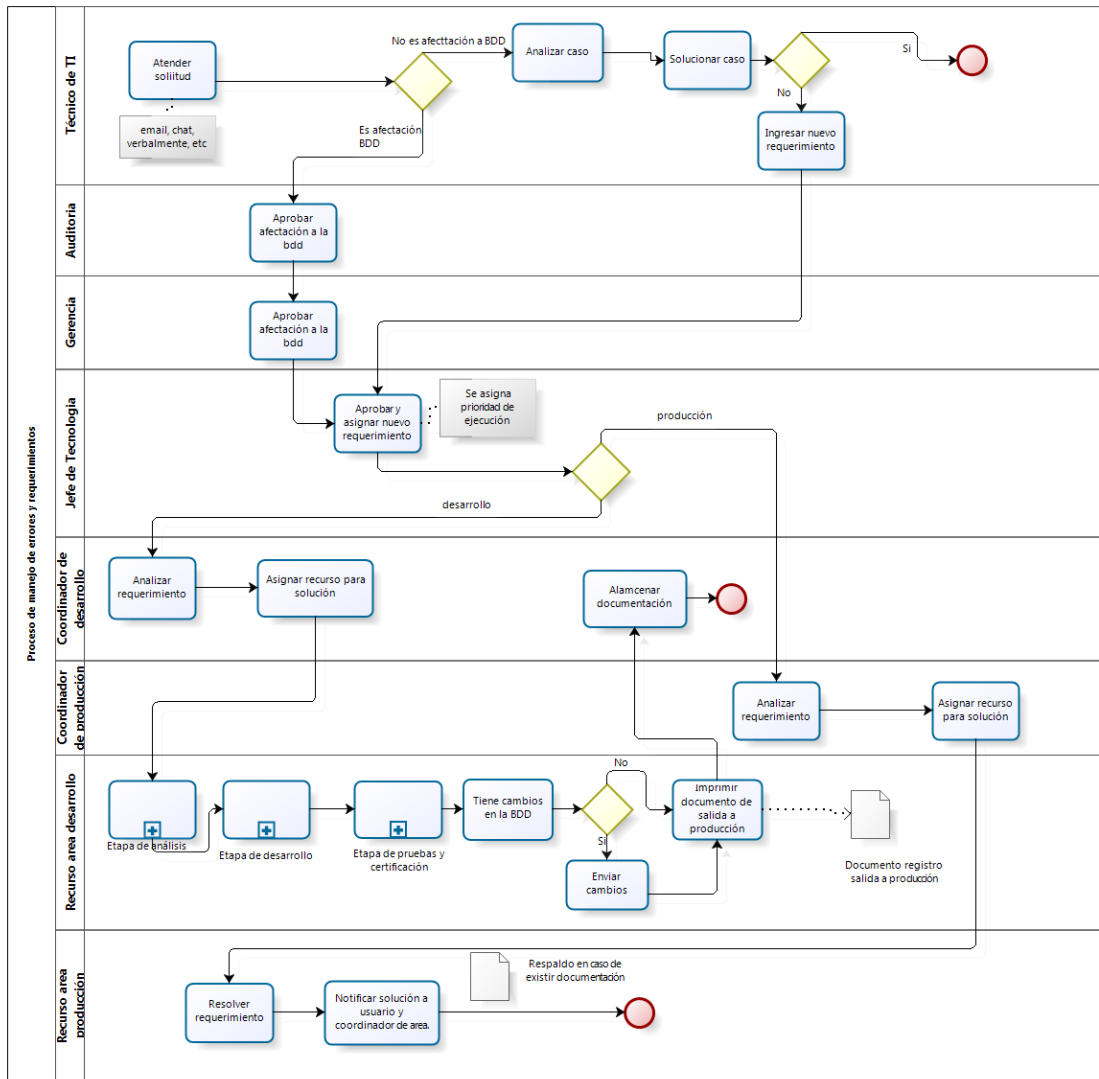 Proceso de manejo de errores y requerimientos
Técnico de TI
Atender
soliitud
email, chat,
verbalmente, etc
No es afecttación a BDD
Es afectación
BDD
Analizar caso
Solucionar caso
Si
No
Ingresar nuevo
requerimiento
Auditoria
Aprobar
afectación a la
bdd
Gerencia
Aprobar
afectación a la
bdd
Jefe de Tecnologia
Aprobar y
asignar nuevo
requerimiento
Se asigna
prioridad de
ejecución
producción
desarrollo
Coordinador de
desarrollo
Analizar
requerimiento
Asignar recurso para
solución
Alamcenar
documentación
Coordinador
de producción
Analizar
requerimiento
Asignar recurso
para solución
Recurso area desarrollo
Etapa de análisis
Etapa de desarrollo
Etapa de pruebas y
certificación
Tiene cambios
en la BDD
No
Si
Enviar
cambios
Imprimir
documento de
salida a
producción
Documento registro
salida a producción
Recurso area
producción
Resolver
requerimiento
Notificar solución a
usuario y
coordinador de area.
Respaldo en caso de
existir documentación